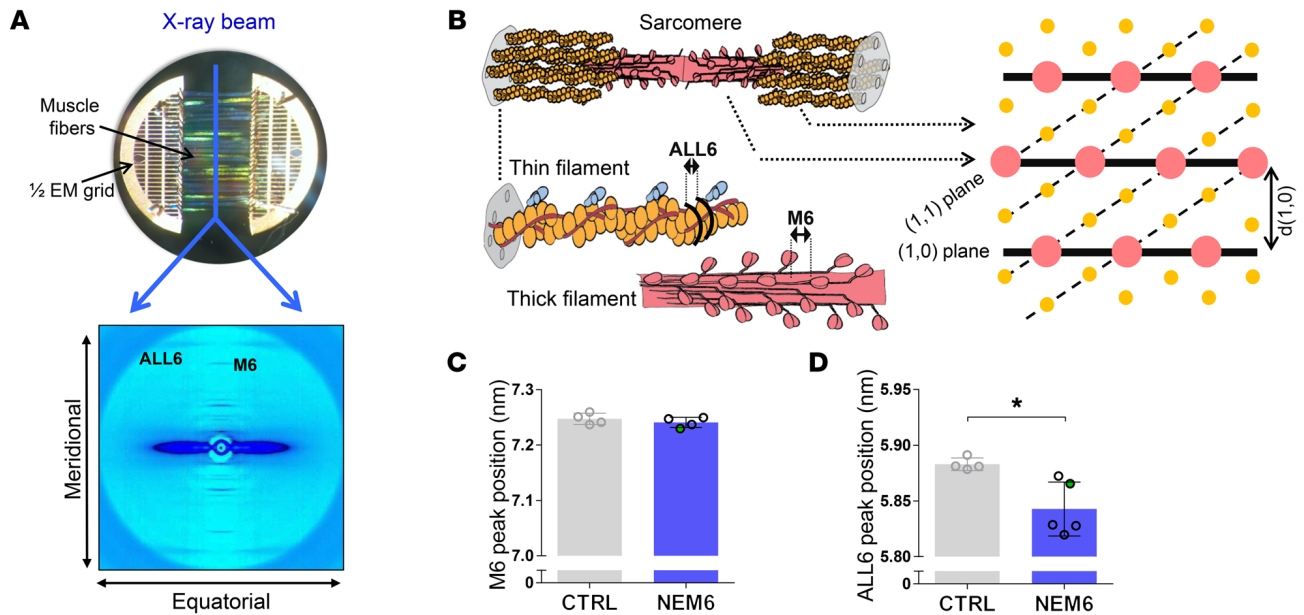 A
X-ray beam
Muscle
fibers
½ EM grid
ALL6
M6
Meridional
Equatorial
B
Sarcomere
Thin filament
ALL6
M6
Thick filament
(1,1) plane
(1,0) plane
d(1,0)
C
M6 peak position (nm)
7.3
7.2
7.1
7.0
0
CTRL
NEM6
D
ALL6 peak position (nm)
5.95
5.90
5.85
5.80
0
*
CTRL
NEM6